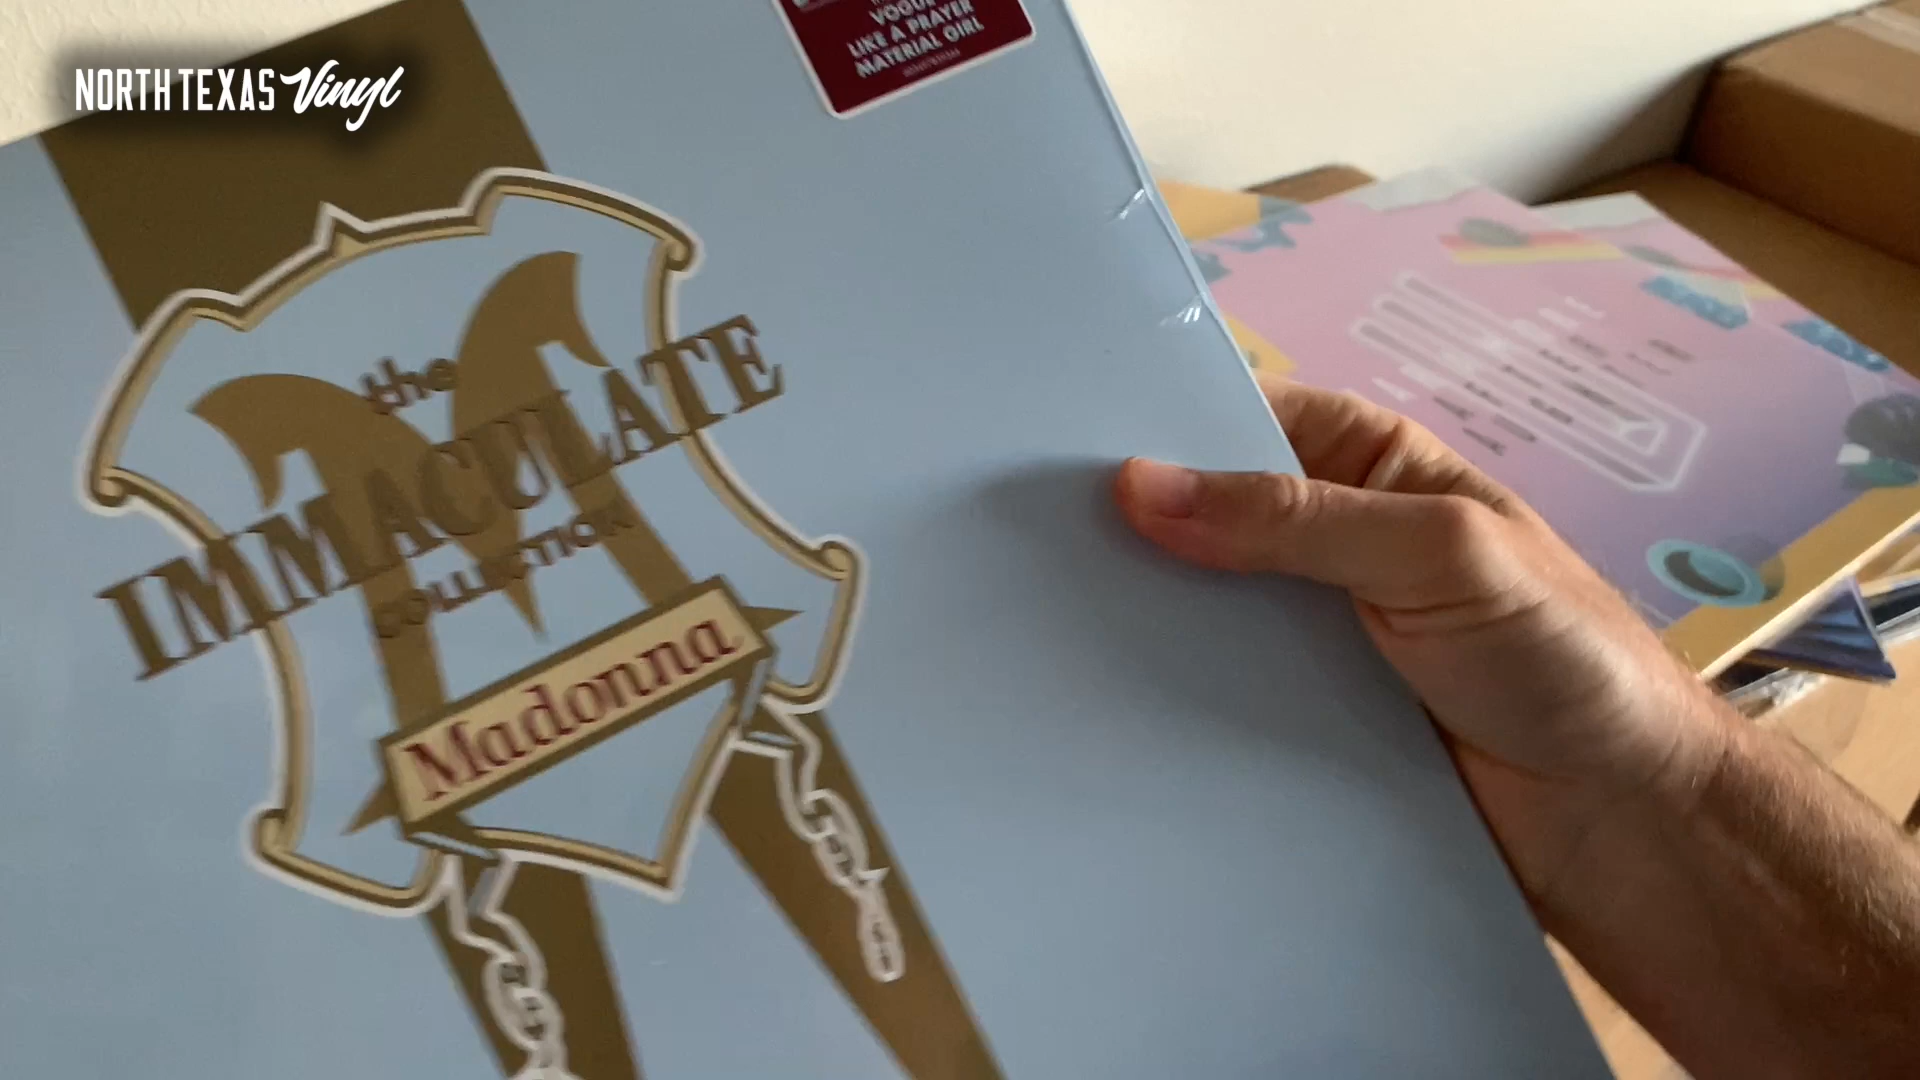 NORTH TEXAS Vinyl
VOGUE
LIKE A PRAYER
MATERIAL GIRL
the
IMMACULATE
COLLECTION
Madonna